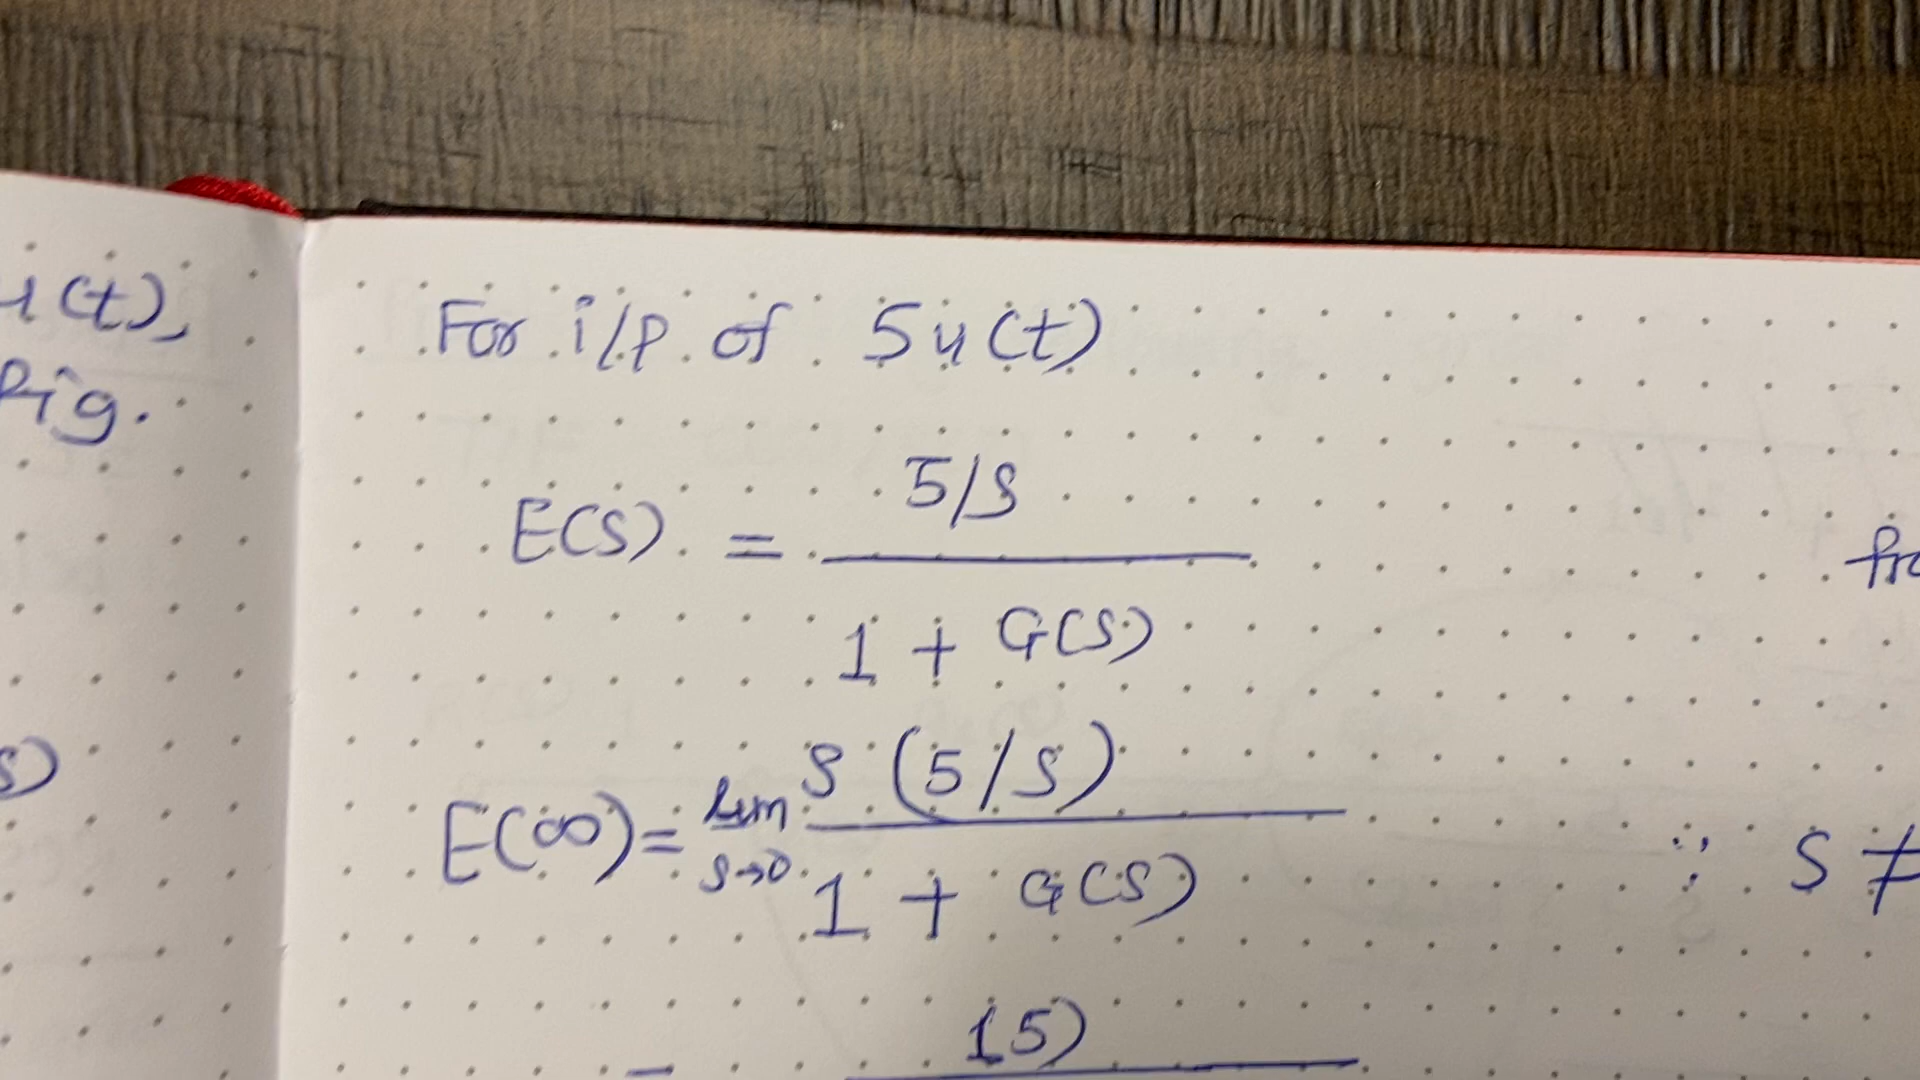 u(t),
Fig.
s)
For i/p of 5u(t)
E(s) = 5/s
1 + G(s)
E(∞) = lim s→0 s (5/s)
1 + G(s)
∵ s ≠
= (5)